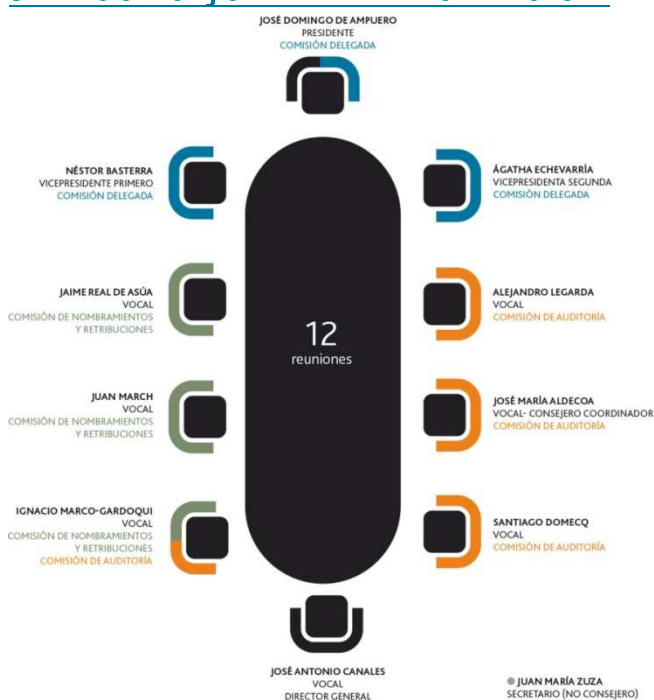 JOSÉ DOMINGO DE AMPUERO
PRESIDENTE
COMISIÓN DELEGADA
NÉSTOR BASTERRA
VICEPRESIDENTE PRIMERO
COMISIÓN DELEGADA
ÁGATHA ECHEVARRÍA
VICEPRESIDENTA SEGUNDA
COMISIÓN DELEGADA
JAIME REAL DE ASÚA
VOCAL
COMISIÓN DE NOMBRAMIENTOS
Y RETRIBUCIONES
ALEJANDRO LEGARDA
VOCAL
COMISIÓN DE AUDITORÍA
12
reuniones
JUAN MARCH
VOCAL
COMISIÓN DE NOMBRAMIENTOS
Y RETRIBUCIONES
JOSÉ MARÍA ALDECOA
VOCAL- CONSEJERO COORDINADOR
COMISIÓN DE AUDITORÍA
IGNACIO MARCO-GARDOQUI
VOCAL
COMISIÓN DE NOMBRAMIENTOS
Y RETRIBUCIONES
COMISIÓN DE AUDITORÍA
SANTIAGO DOMECQ
VOCAL
COMISIÓN DE AUDITORÍA
JOSÉ ANTONIO CANALES
VOCAL
DIRECTOR GENERAL
JUAN MARÍA ZUZA
SECRETARIO (NO CONSEJERO)